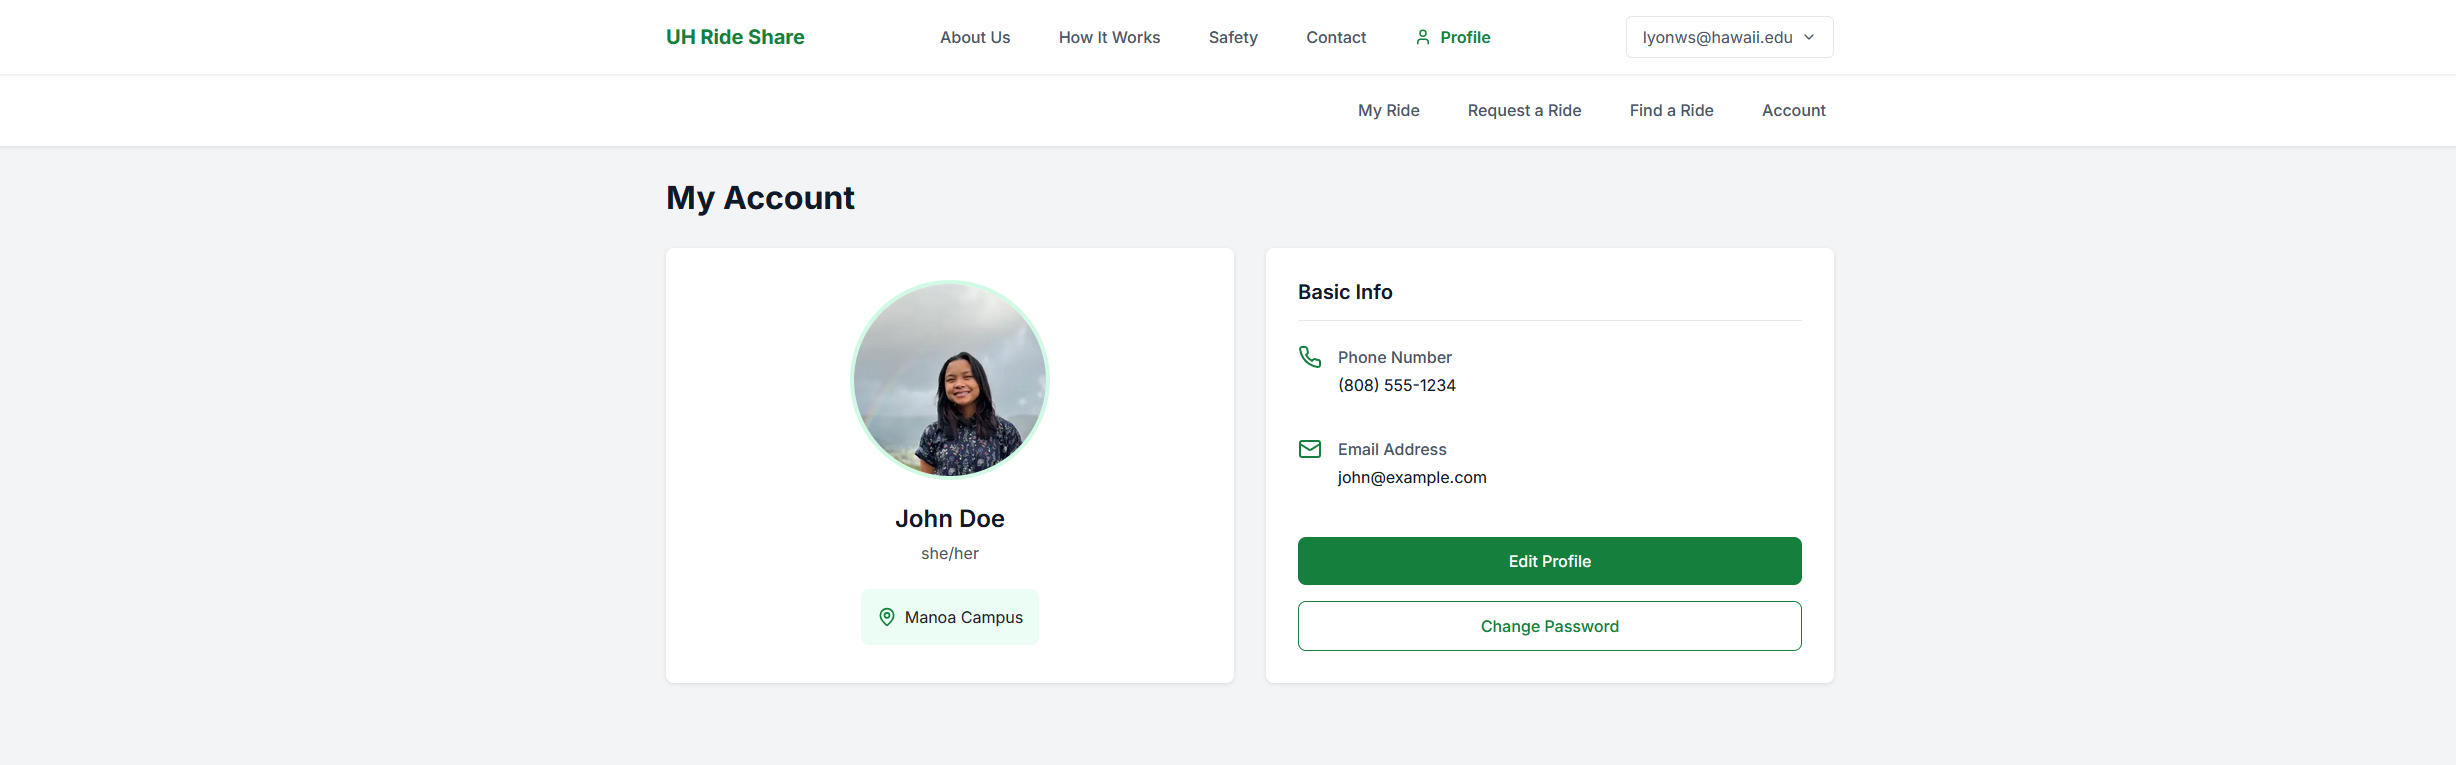 UH Ride Share
About Us
How It Works
Safety
Contact
Profile
lyonws@hawaii.edu
My Ride
Request a Ride
Find a Ride
Account
My Account
John Doe
she/her
Manoa Campus
Basic Info
Phone Number
(808) 555-1234
Email Address
john@example.com
Edit Profile
Change Password